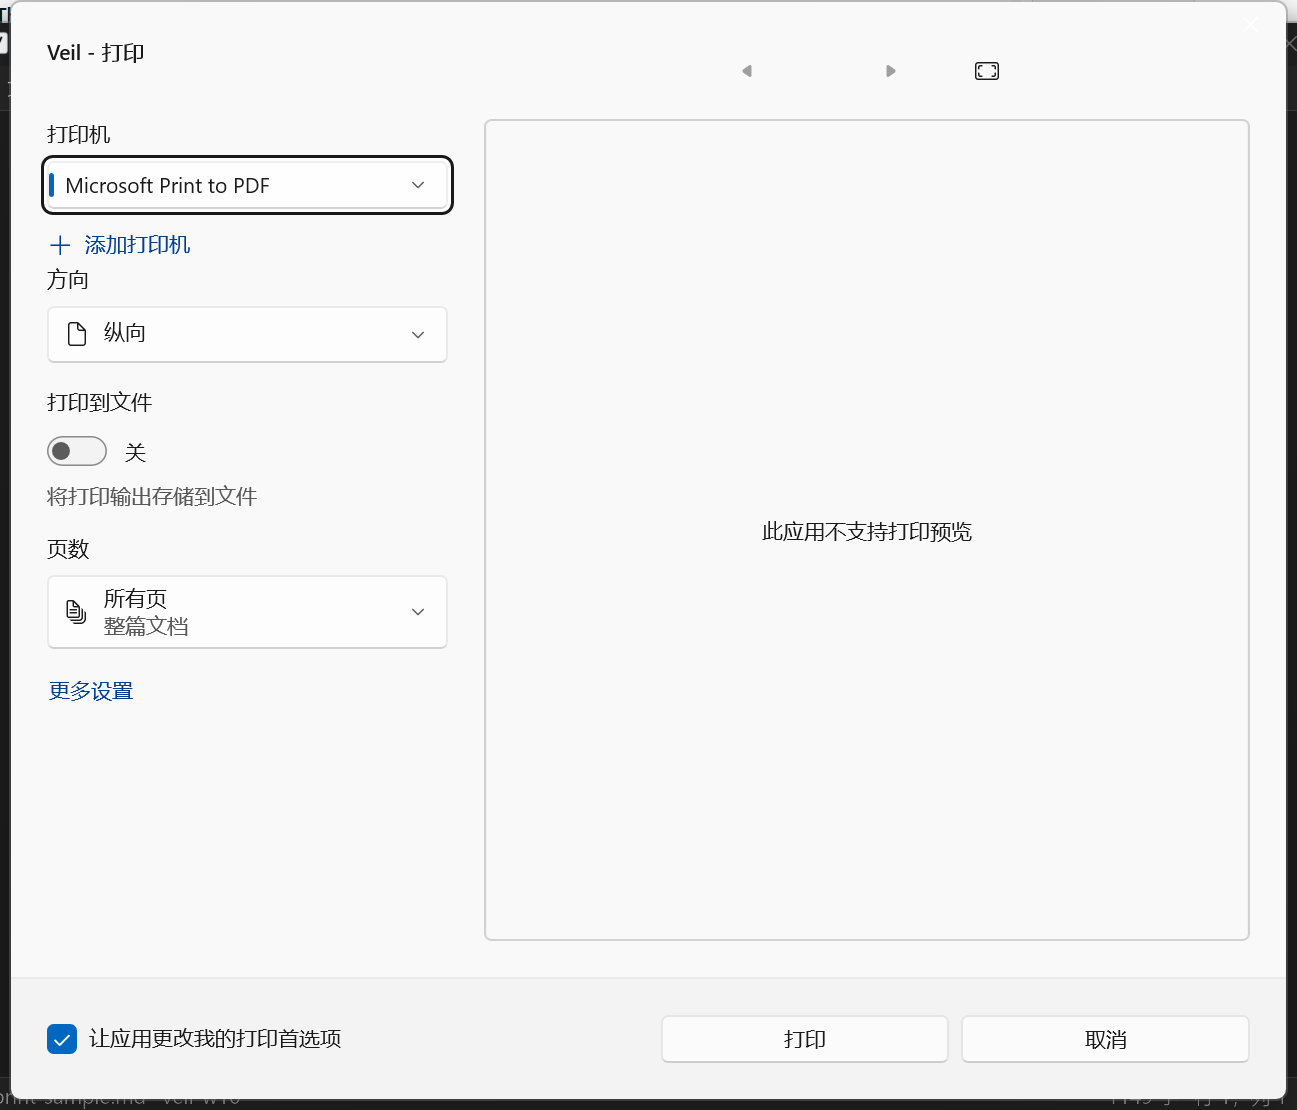 Veil - 打印
打印机
Microsoft Print to PDF
添加打印机
方向
纵向
打印到文件
关
将打印输出存储到文件
页数
所有页
整篇文档
更多设置
此应用不支持打印预览
让应用更改我的打印首选项
打印
取消